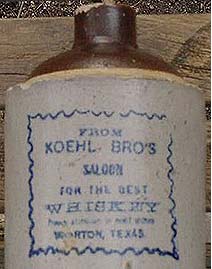 FROM
KOEHL BRO'S
SALOON
FOR THE BEST
WHISKEY
WHARTON, TEXAS.